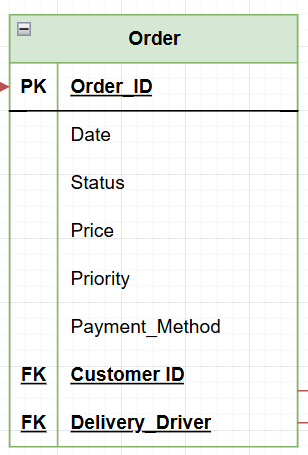 Order
PK Order_ID
Date
Status
Price
Priority
Payment_Method
FK Customer ID
FK Delivery_Driver